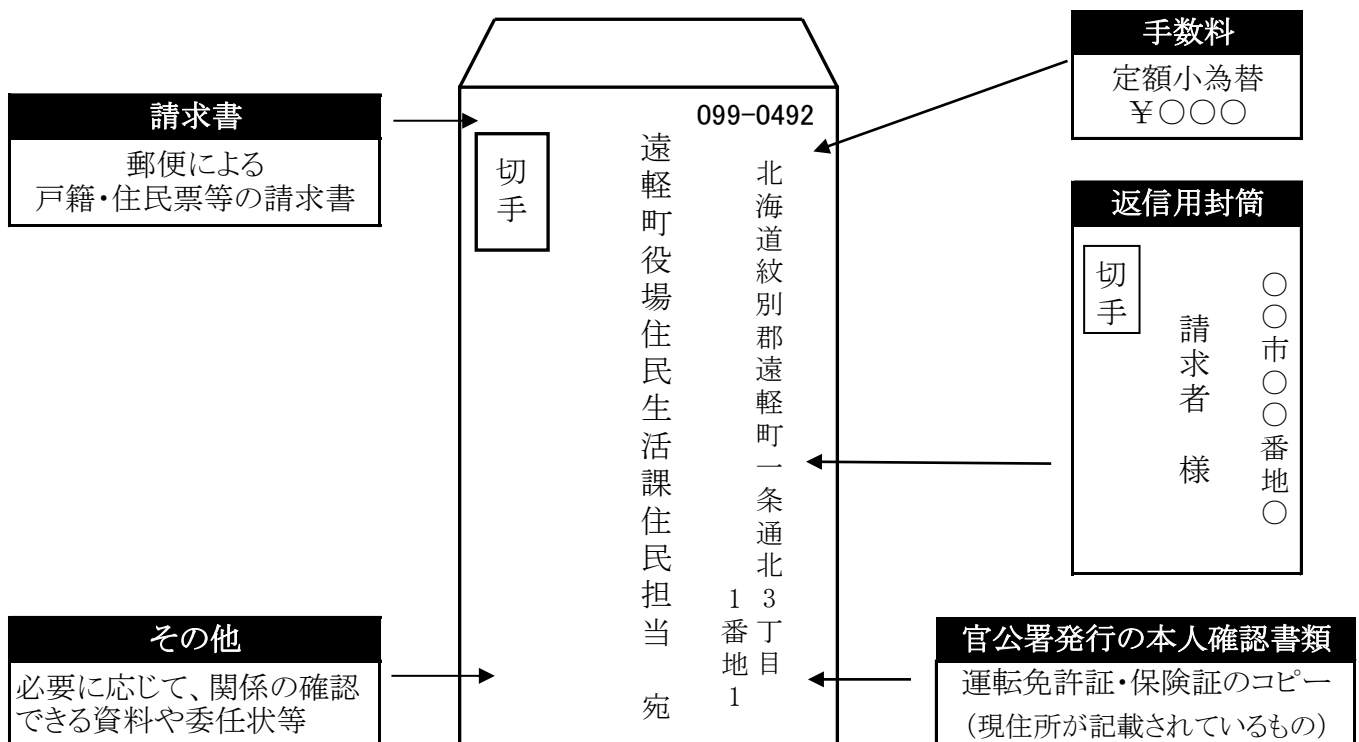 手数料
定額小為替
¥○○○
請求書
郵便による
戸籍・住民票等の請求書
099-0492
切手
北海道紋別郡遠軽町一条通北3丁目
1番地1
遠軽町役場住民生活課住民担当 宛
返信用封筒
切手
○○市○○番地○
請求者 様
その他
必要に応じて、関係の確認
できる資料や委任状等
官公署発行の本人確認書類
運転免許証・保険証のコピー
(現住所が記載されているもの)